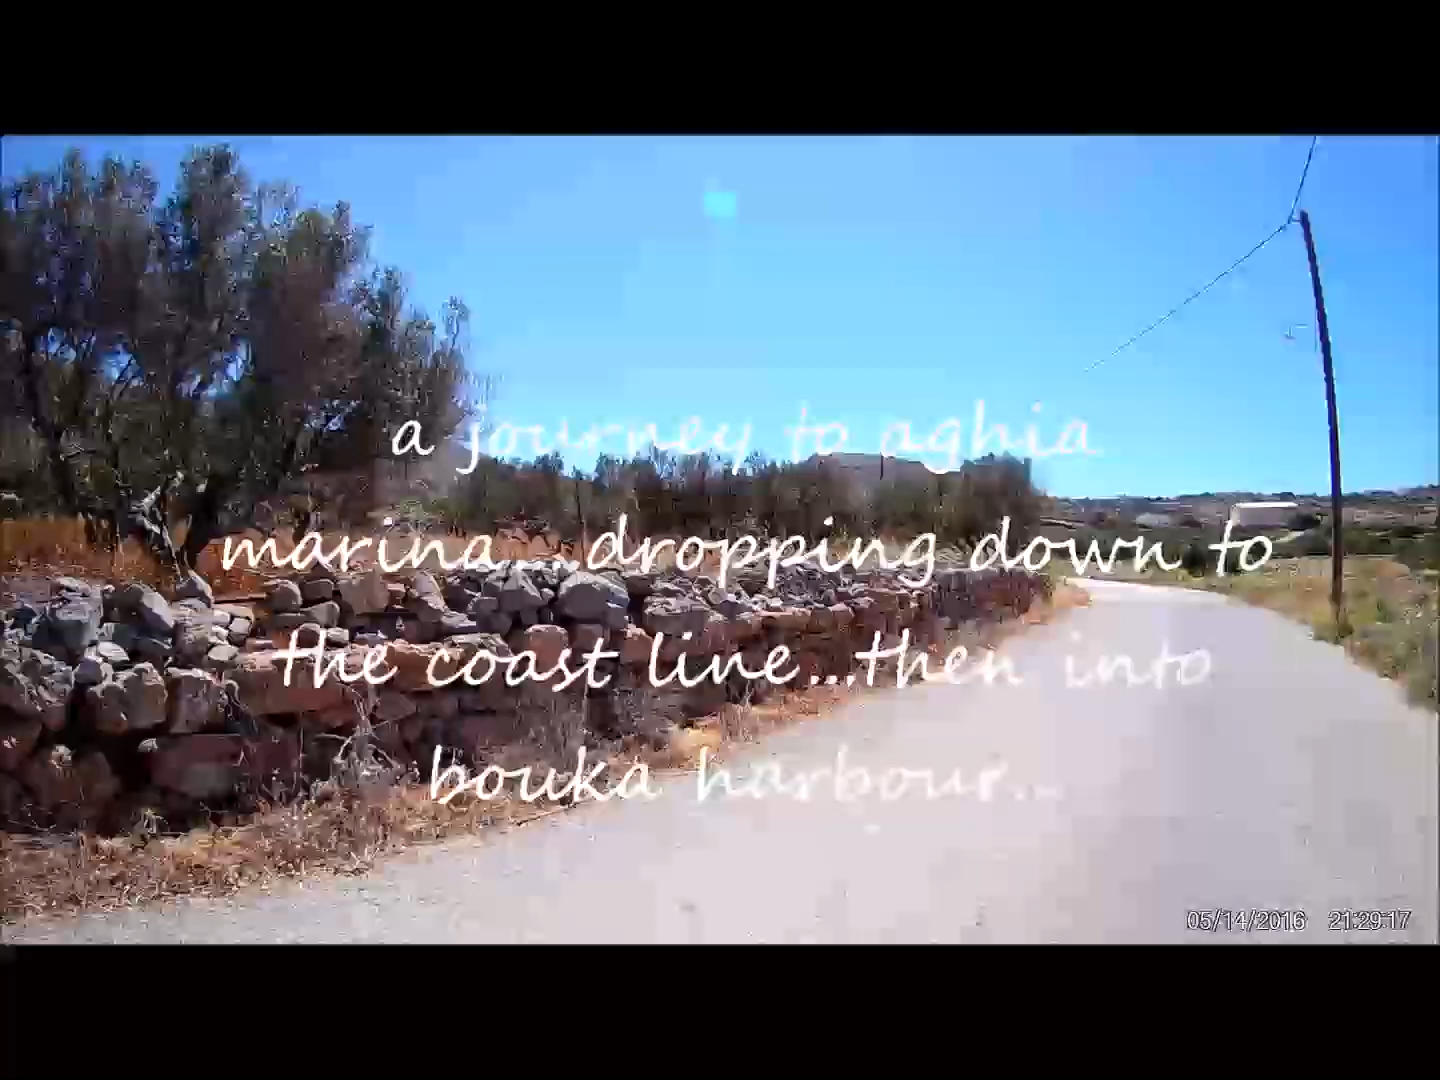 a journey to aghia
marina....dropping down to
the coast line...then into
bouka harbour...
05/14/2016 21:29:17